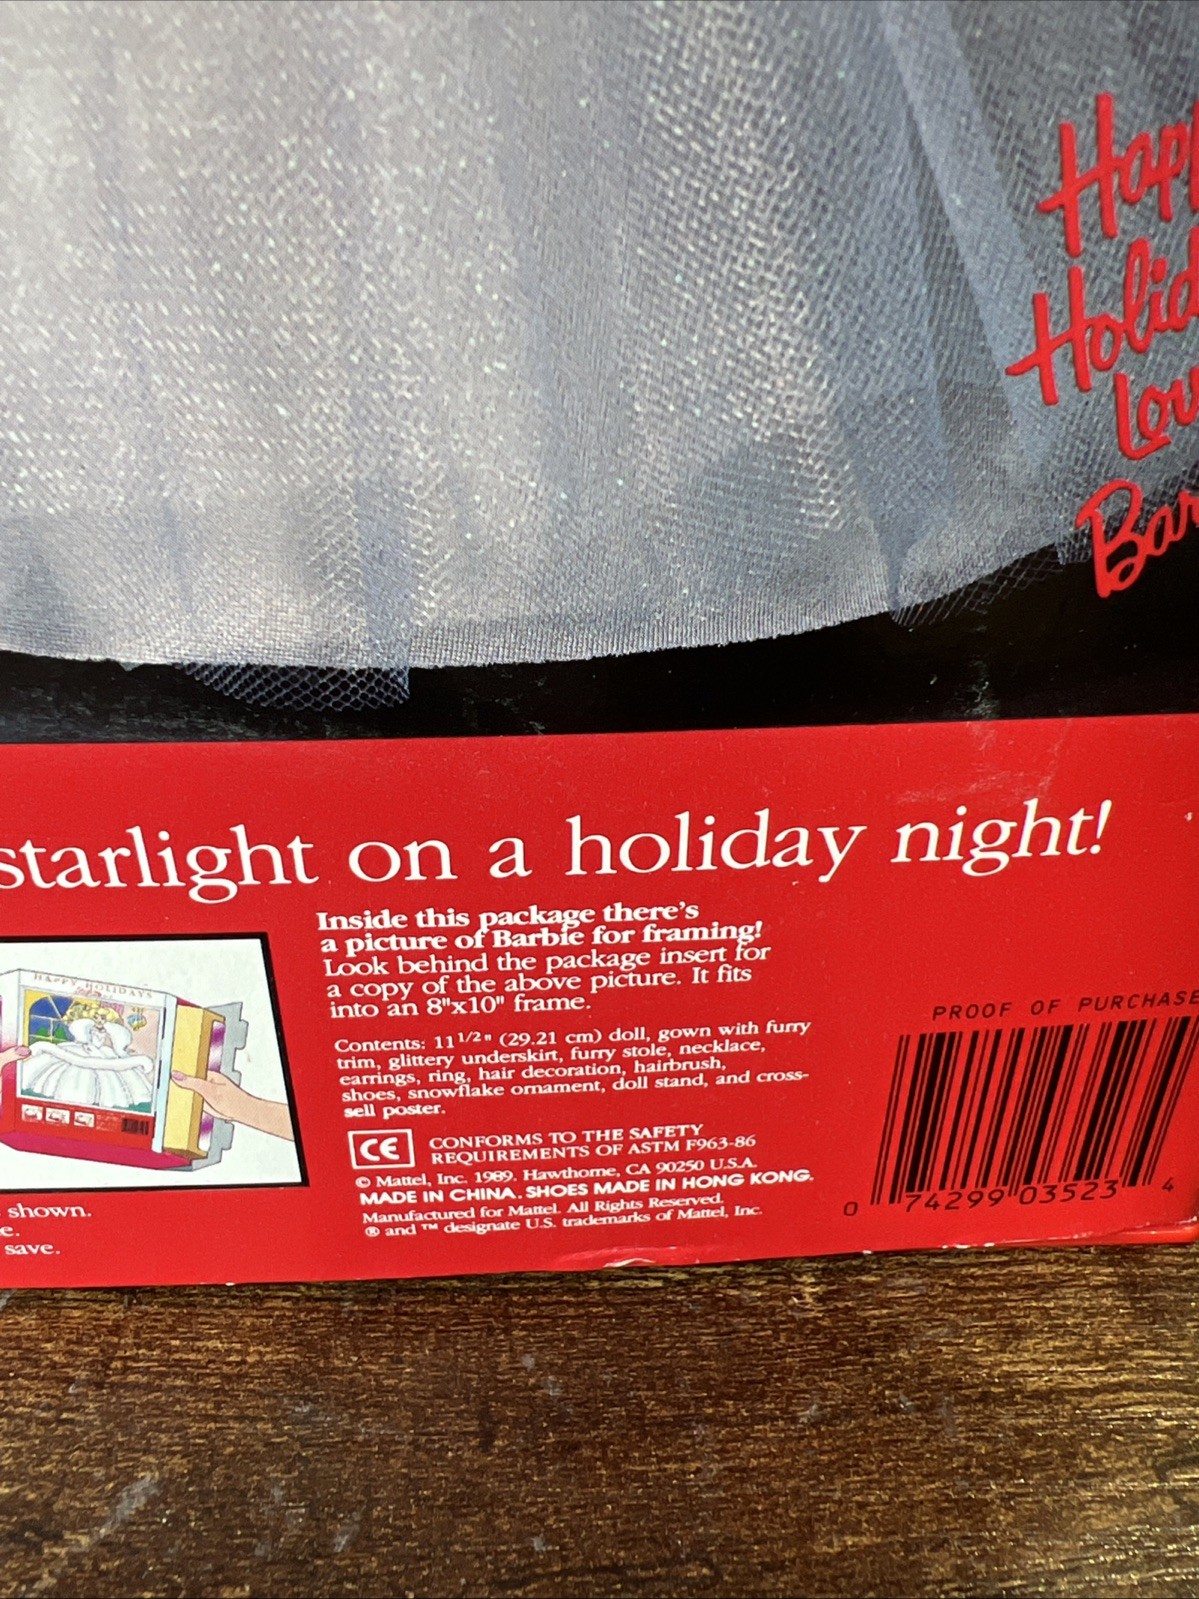 Happy
Holid
Lov
Bar
starlight on a holiday night!
Inside this package there's
a picture of Barbie for framing!
Look behind the package insert for
a copy of the above picture. It fits
into an 8"x10" frame.
Contents: 11 1/2" (29.21 cm) doll, gown with furry
trim, glittery underskirt, furry stole, necklace,
earrings, ring, hair decoration, hairbrush,
shoes, snowflake ornament, doll stand, and cross-
sell poster.
CE
CONFORMS TO THE SAFETY
REQUIREMENTS OF ASTM F963-86
© Mattel, Inc. 1989. Hawthorne, CA 90250 U.S.A.
MADE IN CHINA. SHOES MADE IN HONG KONG.
Manufactured for Mattel. All Rights Reserved.
® and ™ designate U.S. trademarks of Mattel, Inc.
HAPPY HOLIDAYS
shown.
e.
save.
PROOF OF PURCHASE
0 74299 03523 4